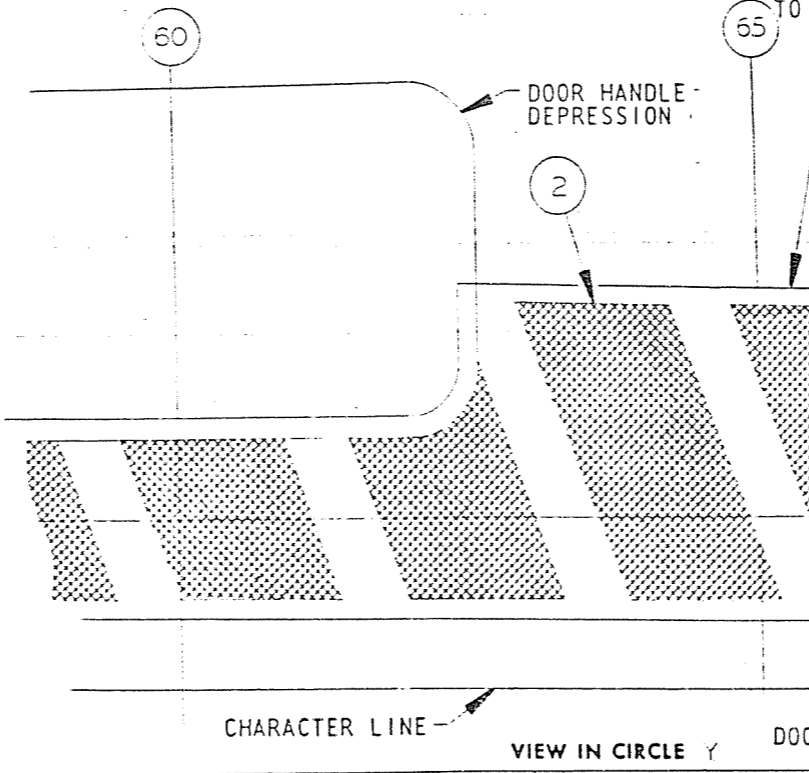 60
65
TO
DOOR HANDLE
DEPRESSION
2
CHARACTER LINE
VIEW IN CIRCLE Y